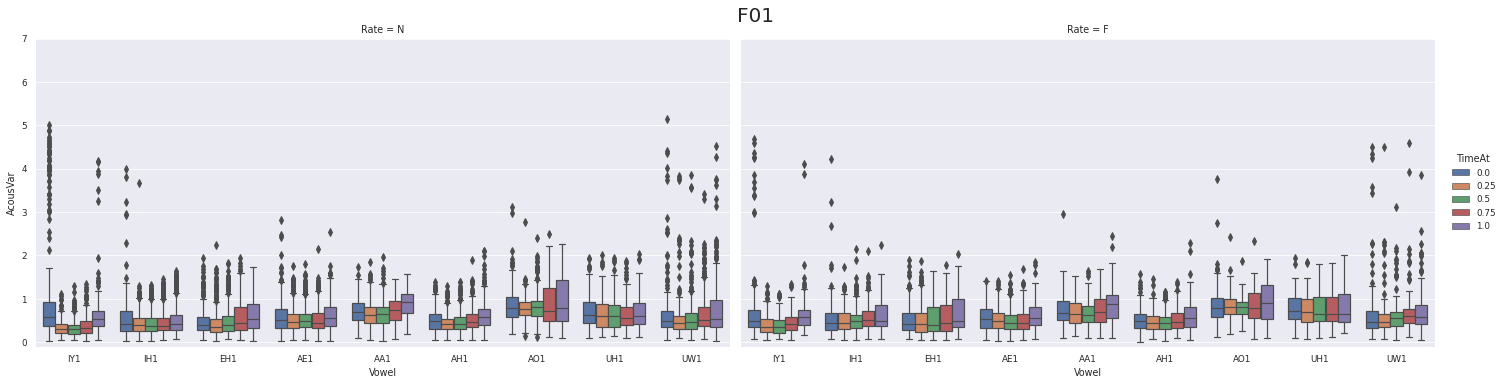 F01
Rate = N
Rate = F
7
6
5
4
3
2
1
0
AcousVar
IY1 IH1 EH1 AE1 AA1 AH1 AO1 UH1 UW1
Vowel
IY1 IH1 EH1 AE1 AA1 AH1 AO1 UH1 UW1
Vowel
TimeAt
0.0
0.25
0.5
0.75
1.0